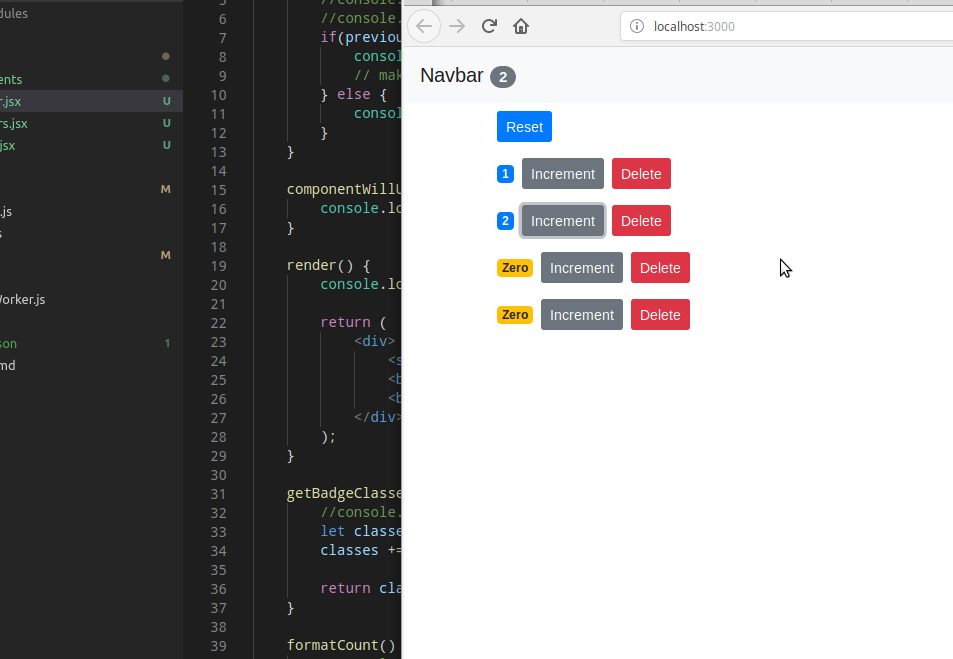 odules
ents
r.jsx U
rs.jsx U
jsx U
M
.js
s
M
Worker.js
son 1
md
5 //console.
6 //console.
7 if(previou
8 consol
9 // mak
10 } else {
11 consol
12 }
13 }
14
15 componentWillU
16 console.lo
17 }
18
19 render() {
20 console.lo
21
22 return (
23 <div>
24 <s
25 <b
26 <b
27 </div>
28 );
29 }
30
31 getBadgeClasse
32 //console.
33 let classe
34 classes +=
35
36 return cla
37 }
38
39 formatCount()
localhost:3000
Navbar 2
Reset
1 Increment Delete
2 Increment Delete
Zero Increment Delete
Zero Increment Delete